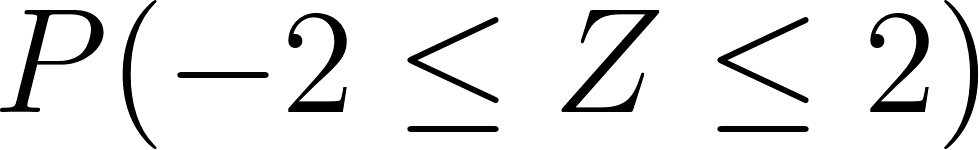 P(−2 ≤ Z ≤ 2)